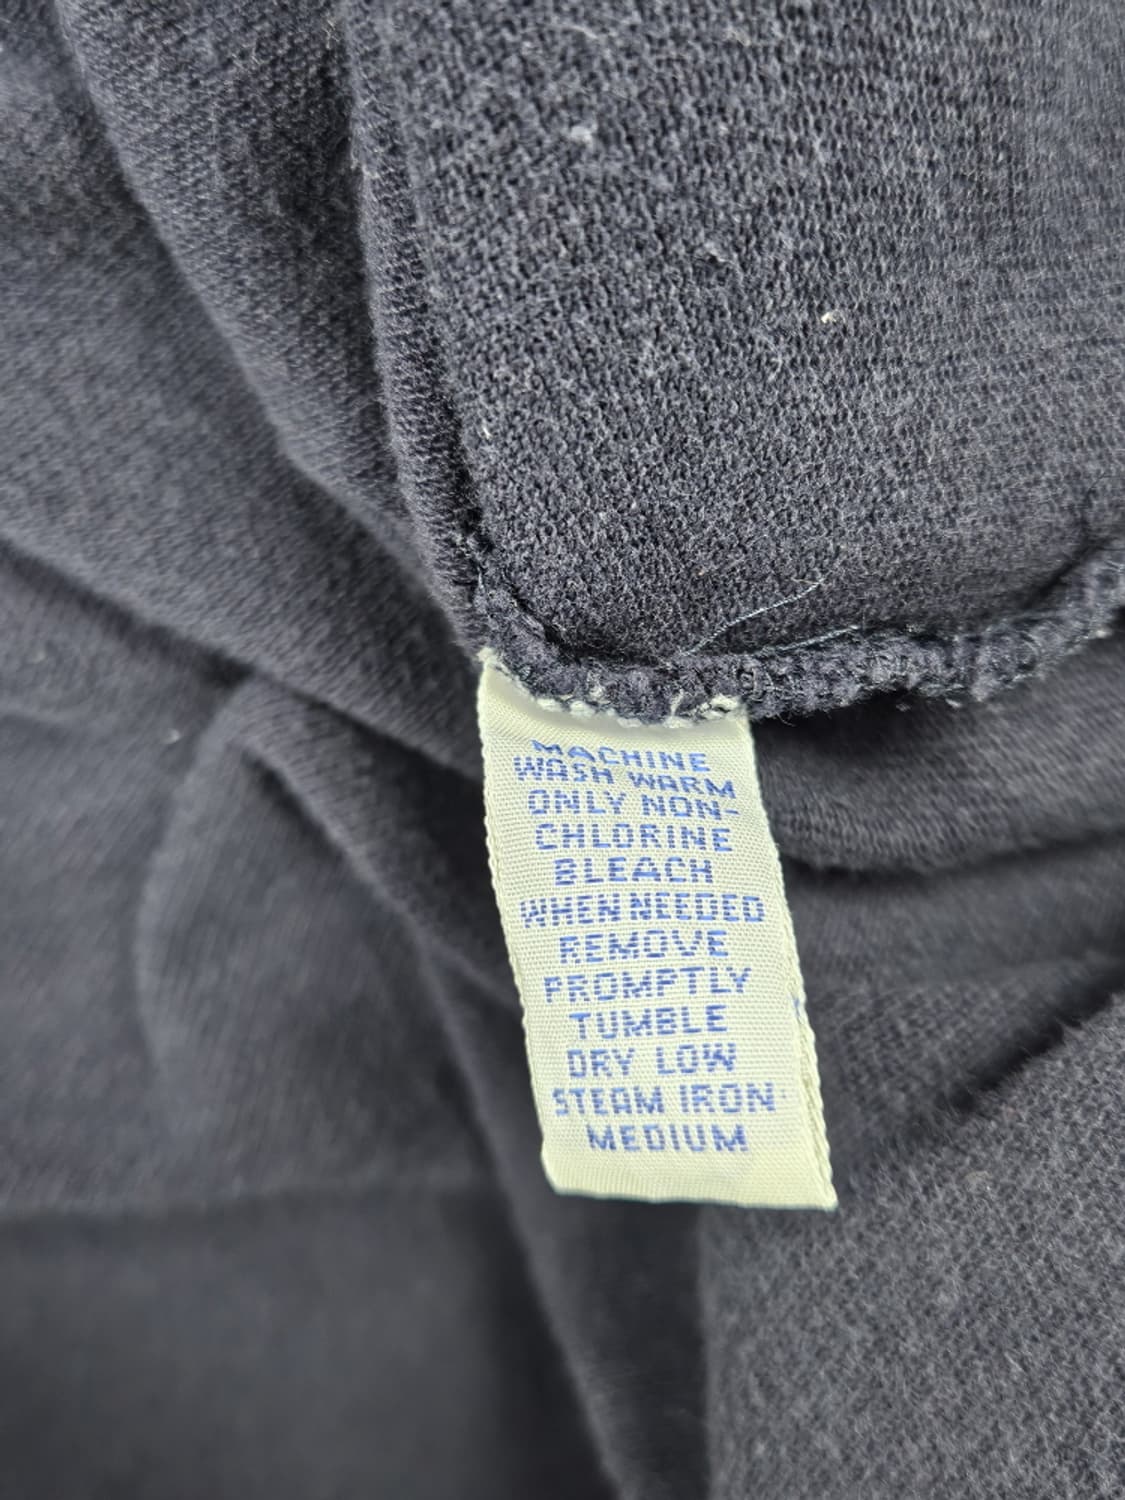 MACHINE
WASH WARM
ONLY NON-
CHLORINE
BLEACH
WHEN NEEDED
REMOVE
PROMPTLY
TUMBLE
DRY LOW
STEAM IRON
MEDIUM